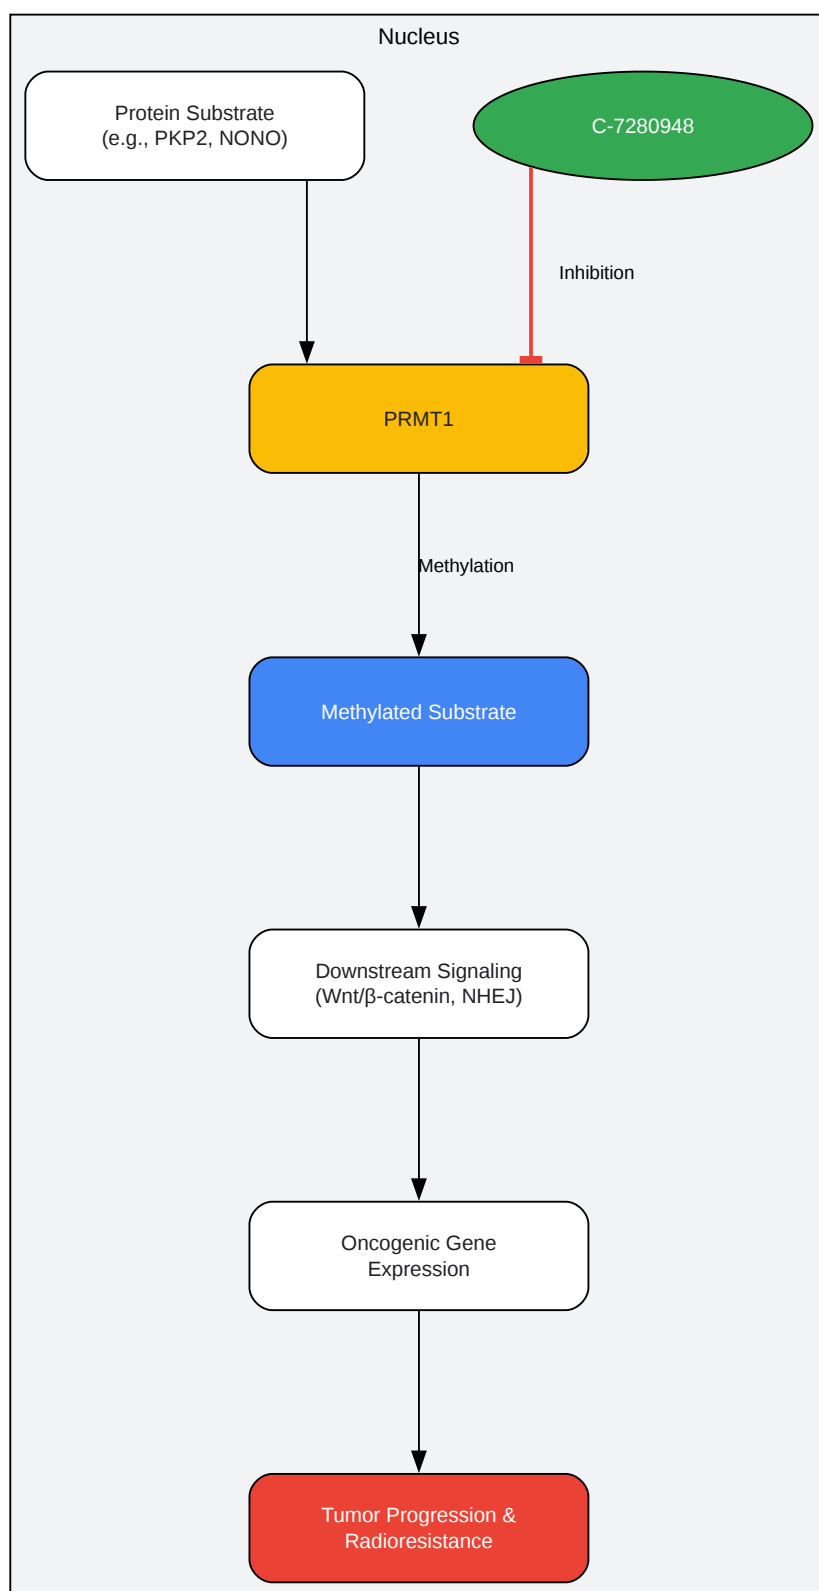 Nucleus
Protein Substrate
(e.g., PKP2, NONO)
C-7280948
Inhibition
PRMT1
Methylation
Methylated Substrate
Downstream Signaling
(Wnt/β-catenin, NHEJ)
Oncogenic Gene
Expression
Tumor Progression &
Radioresistance